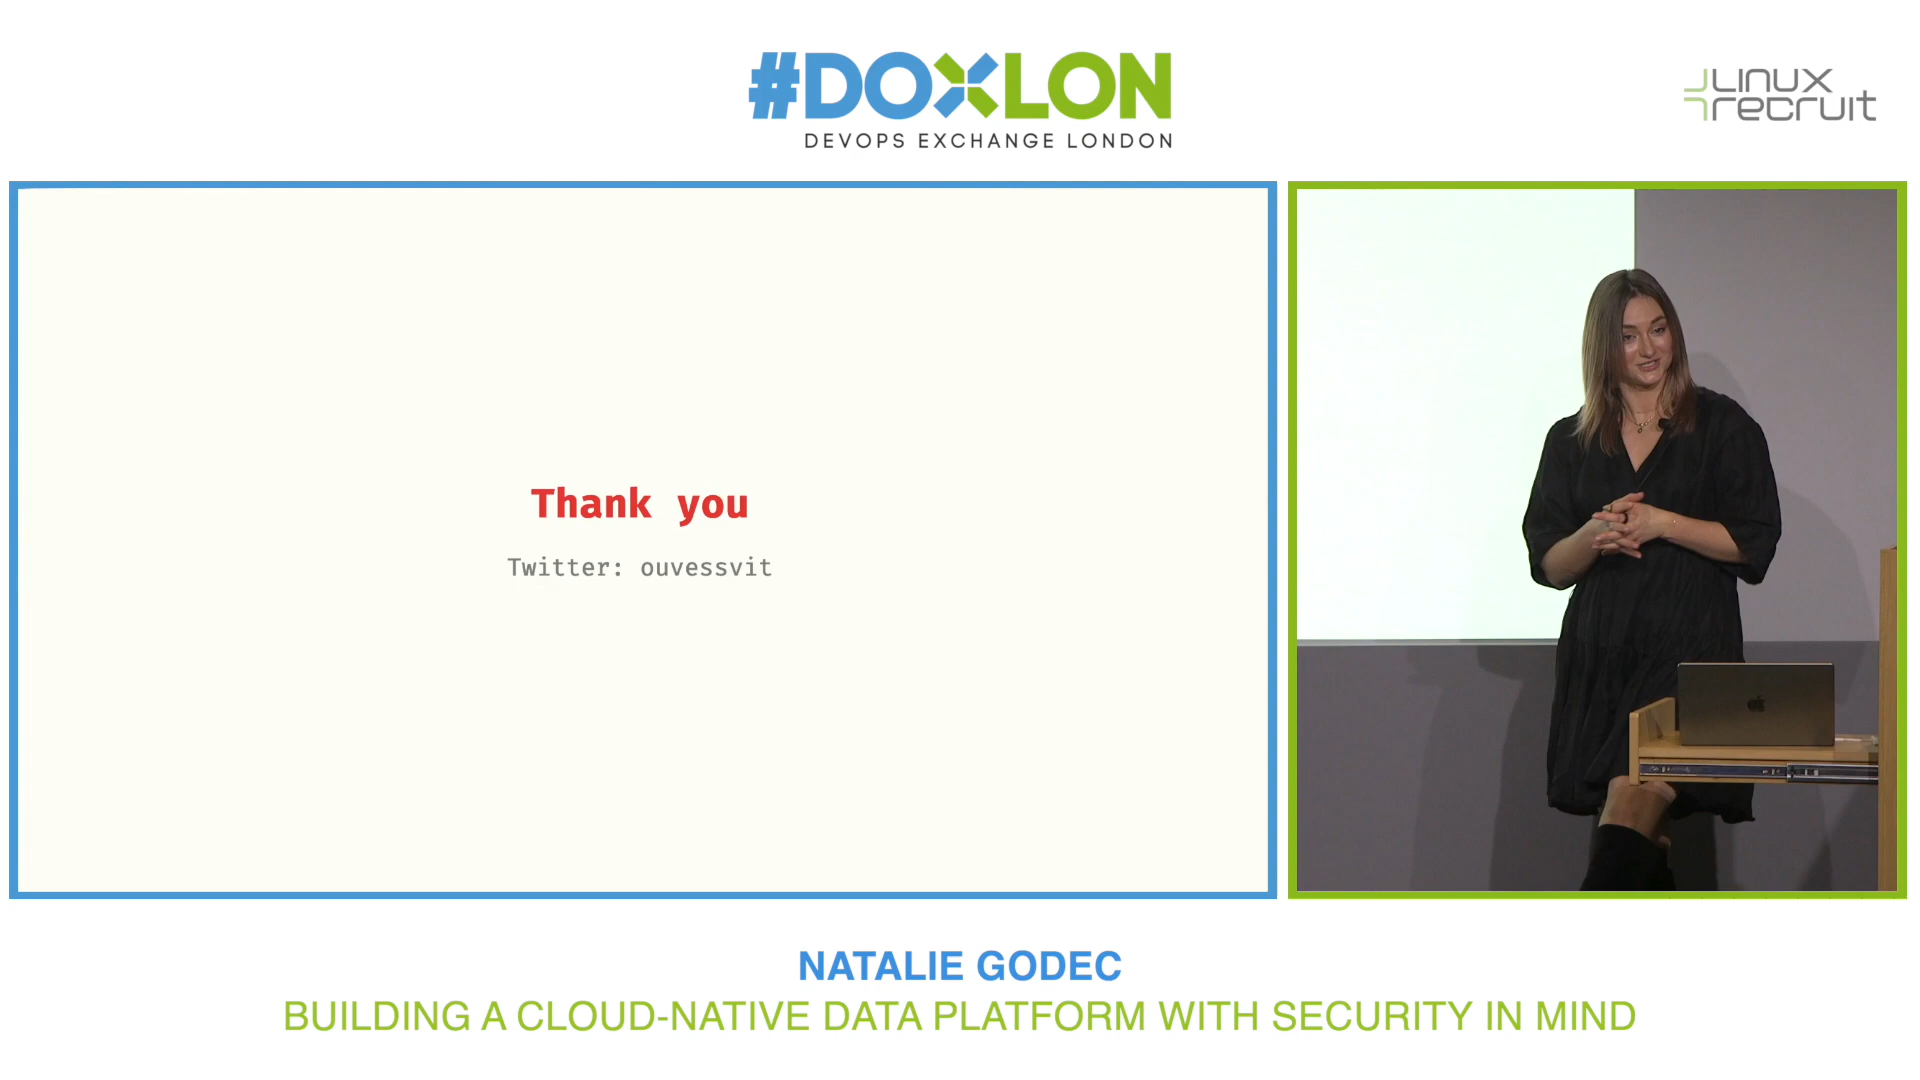 #DOXLON
DEVOPS EXCHANGE LONDON
LINUX
recruit
Thank you
Twitter: ouvessvit
NATALIE GODEC
BUILDING A CLOUD-NATIVE DATA PLATFORM WITH SECURITY IN MIND